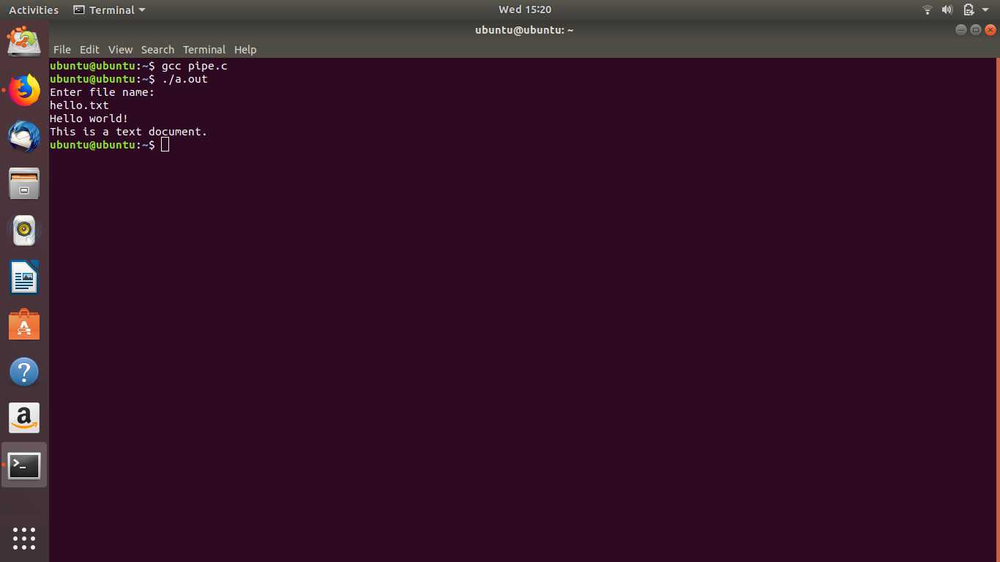 Activities Terminal Wed 15:20
ubuntu@ubuntu: ~
File Edit View Search Terminal Help
ubuntu@ubuntu:~$ gcc pipe.c
ubuntu@ubuntu:~$ ./a.out
Enter file name:
hello.txt
Hello world!
This is a text document.
ubuntu@ubuntu:~$